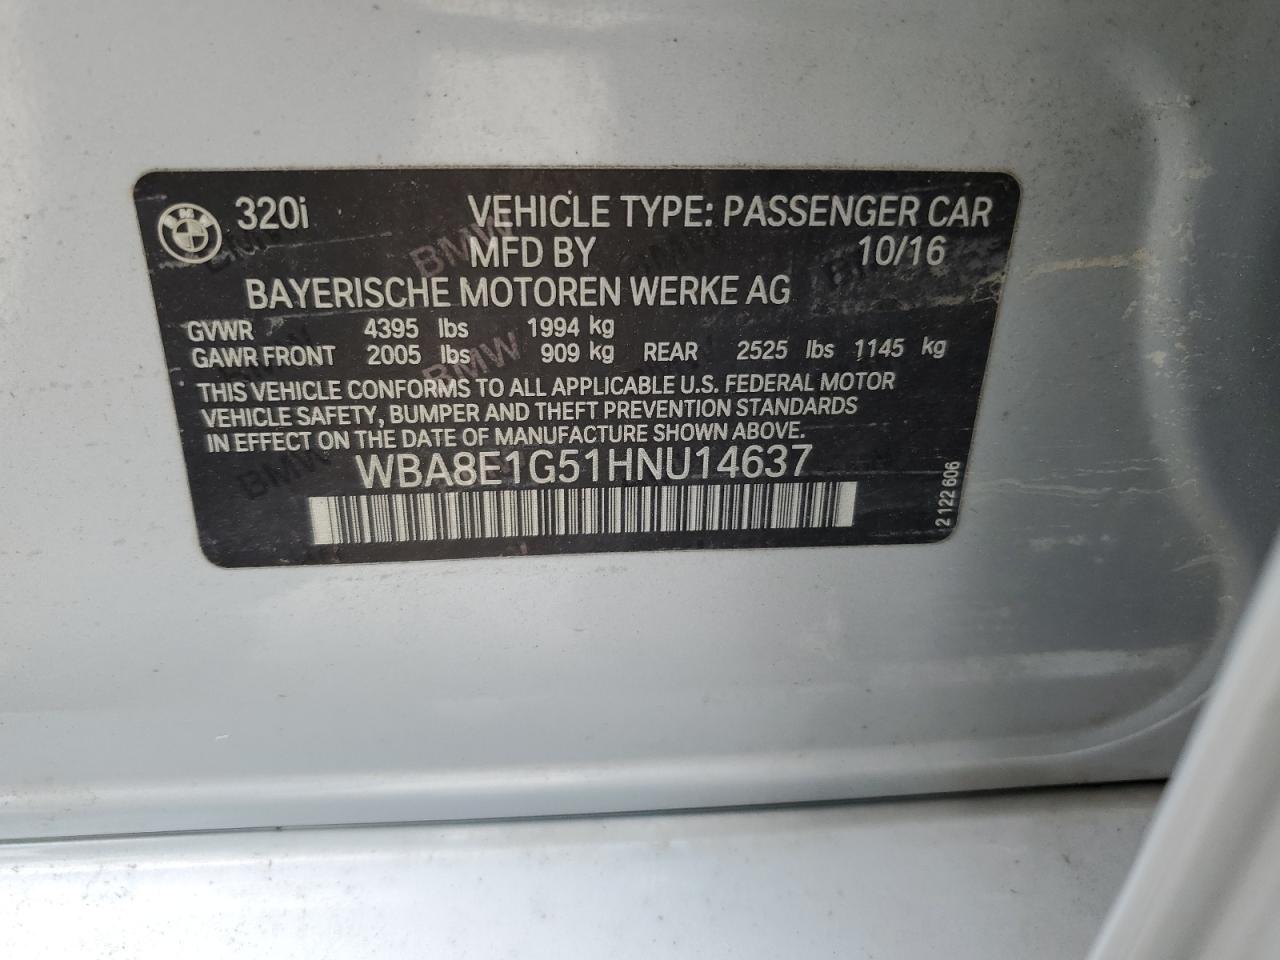 BMW 320i VEHICLE TYPE: PASSENGER CAR
MFD BY 10/16
BAYERISCHE MOTOREN WERKE AG
GVWR 4395 lbs 1994 kg
GAWR FRONT 2005 lbs 909 kg REAR 2525 lbs 1145 kg
THIS VEHICLE CONFORMS TO ALL APPLICABLE U.S. FEDERAL MOTOR
VEHICLE SAFETY, BUMPER AND THEFT PREVENTION STANDARDS
IN EFFECT ON THE DATE OF MANUFACTURE SHOWN ABOVE.
WBA8E1G51HNU14637
2 122 606